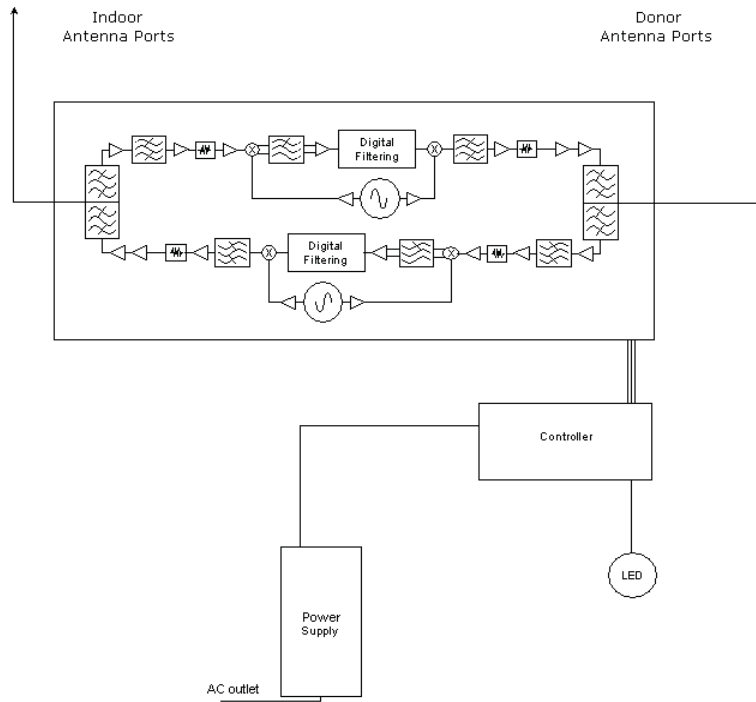 Indoor
Antenna Ports
Donor
Antenna Ports
Digital
Filtering
X
X
Digital
Filtering
X
X
Controller
LED
Power
Supply
AC outlet